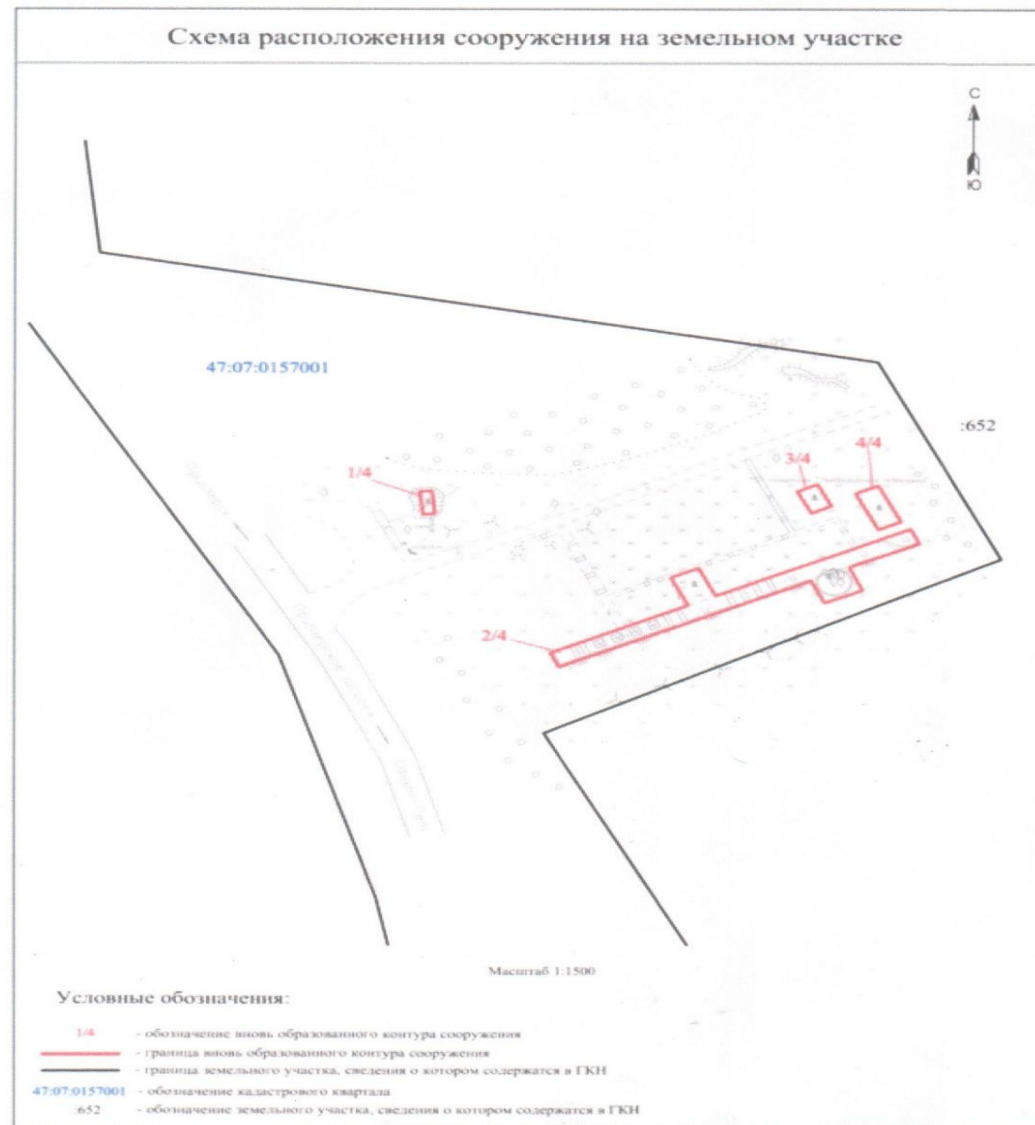 Схема расположения сооружения на земельном участке
С
Ю
47:07:0157001
:652
4/4
3/4
1/4
2/4
Масштаб 1:1500
Условные обозначения:
1/4 - обозначение вновь образованного контура сооружения
- граница вновь образованного контура сооружения
- граница земельного участка, сведения о котором содержатся в ГКН
47:07:0157001 - обозначение кадастрового квартала
:652 - обозначение земельного участка, сведения о котором содержатся в ГКН